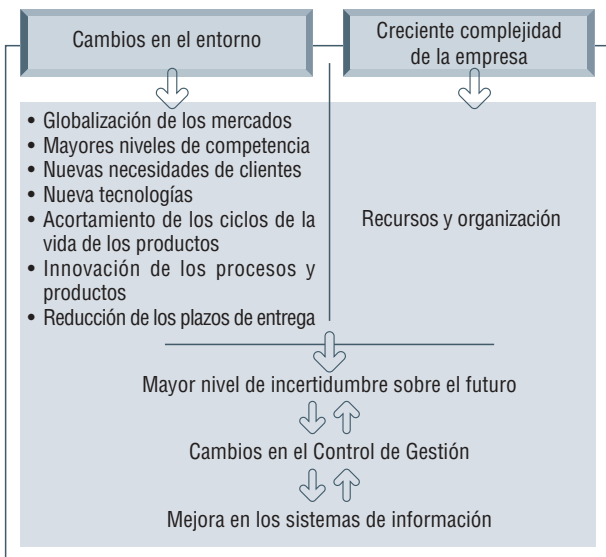 Cambios en el entorno
Creciente complejidad
de la empresa
• Globalización de los mercados
• Mayores niveles de competencia
• Nuevas necesidades de clientes
• Nueva tecnologías
• Acortamiento de los ciclos de la
vida de los productos
• Innovación de los procesos y
productos
• Reducción de los plazos de entrega
Recursos y organización
Mayor nivel de incertidumbre sobre el futuro
Cambios en el Control de Gestión
Mejora en los sistemas de información